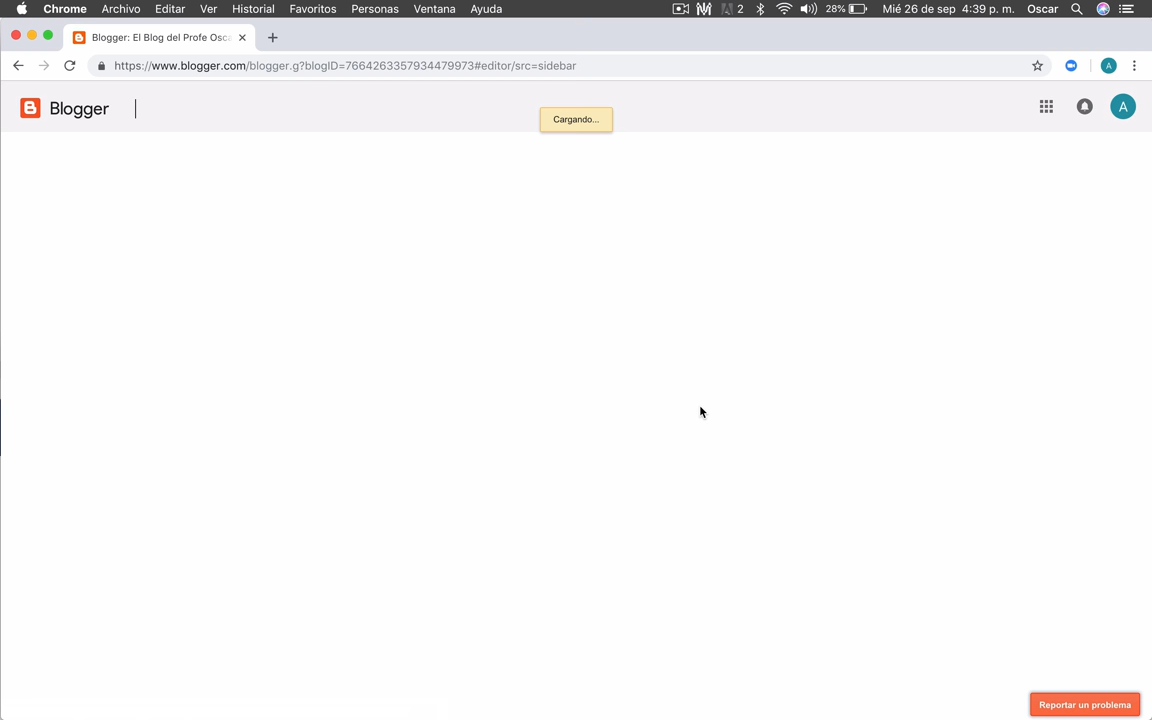 Chrome Archivo Editar Ver Historial Favoritos Personas Ventana Ayuda 2 28% Mié 26 de sep 4:39 p. m. Oscar
Blogger: El Blog del Profe Osc
https://www.blogger.com/blogger.g?blogID=7664263357934479973#editor/src=sidebar A
Blogger A
Cargando...
Reportar un problema